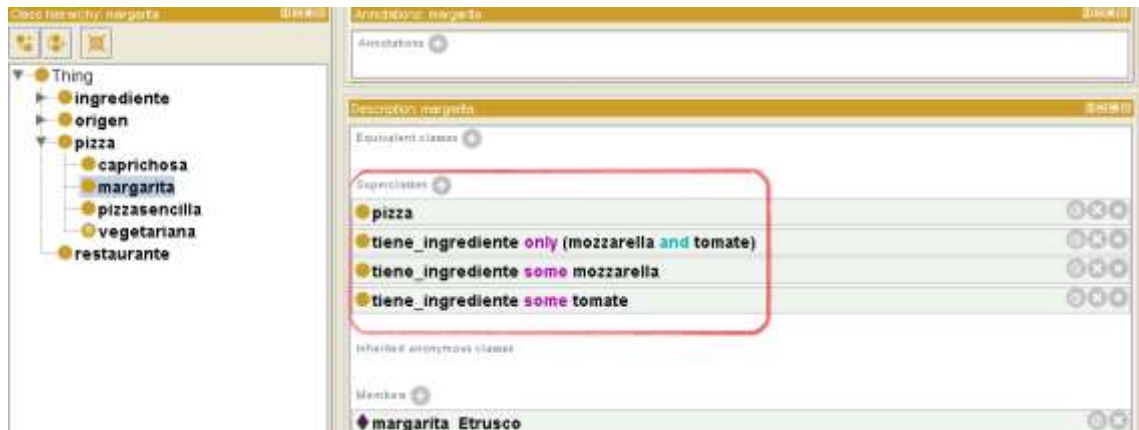 Class hierarchy: margarita
Thing
ingrediente
origen
pizza
caprichosa
margarita
pizzasencilla
vegetariana
restaurante
Annotations: margarita
Annotations
Description: margarita
Equivalent classes
Superclasses
pizza
tiene_ingrediente only (mozzarella and tomate)
tiene_ingrediente some mozzarella
tiene_ingrediente some tomate
Inherited anonymous classes
Members
margarita_Etrusco